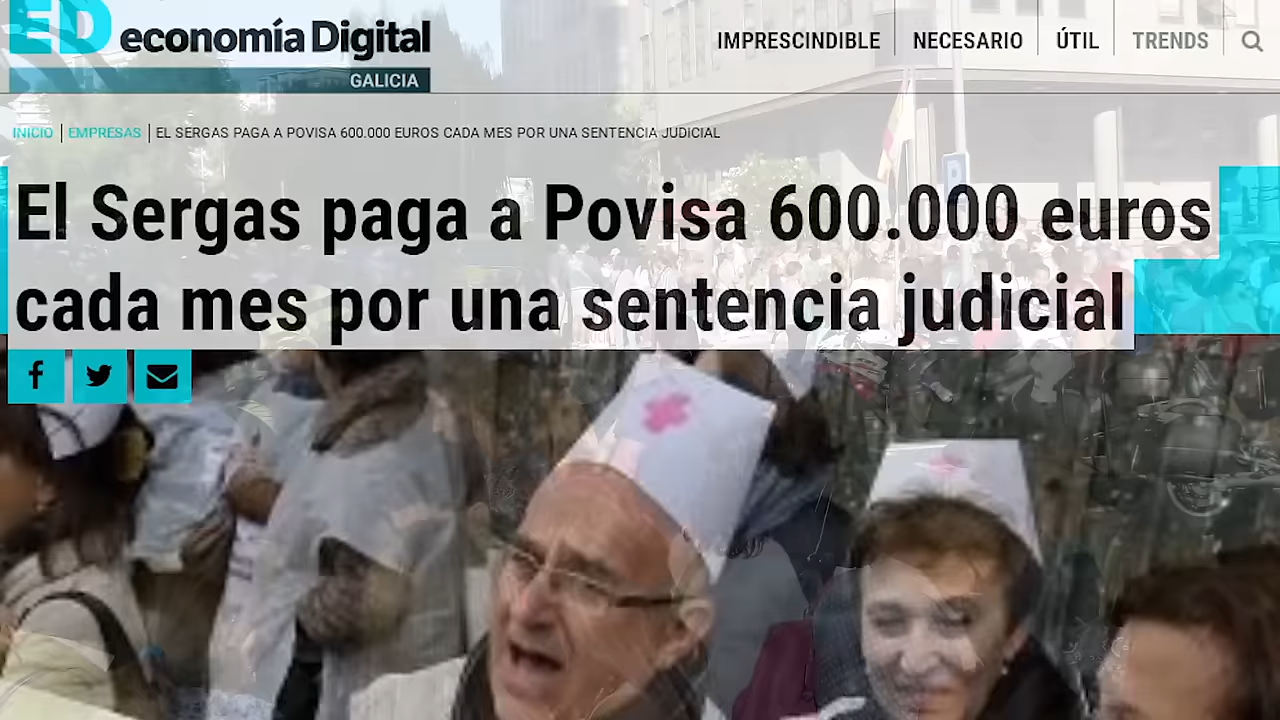 ED economía Digital
GALICIA
IMPRESCINDIBLE NECESARIO ÚTIL TRENDS
INICIO EMPRESAS EL SERGAS PAGA A POVISA 600.000 EUROS CADA MES POR UNA SENTENCIA JUDICIAL
P
El Sergas paga a Povisa 600.000 euros
cada mes por una sentencia judicial